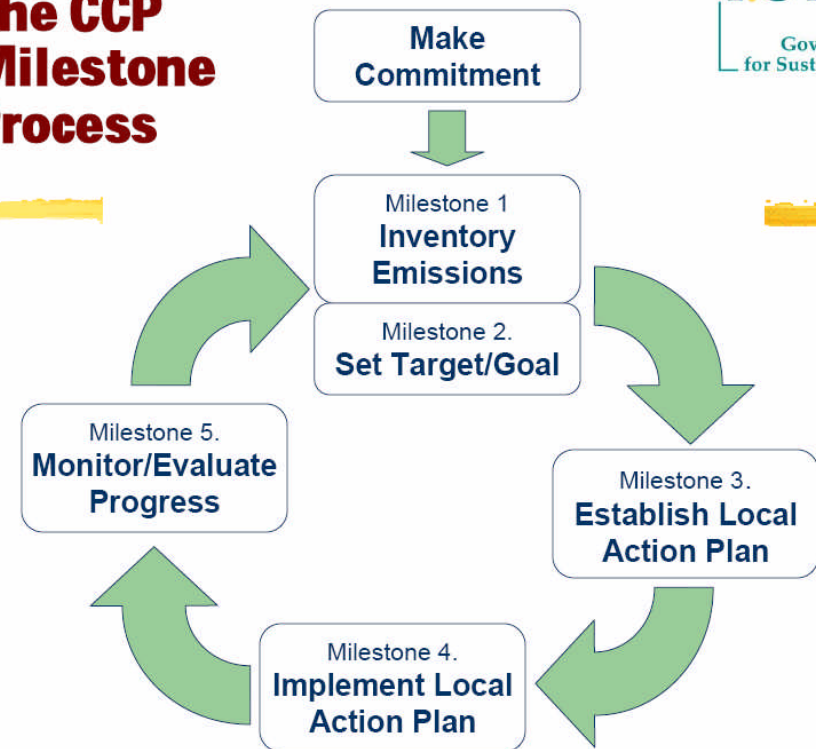 he CCP
Milestone
rocess
Make
Commitment
Gov
for Sust
Milestone 1
Inventory
Emissions
Milestone 2.
Set Target/Goal
Milestone 3.
Establish Local
Action Plan
Milestone 4.
Implement Local
Action Plan
Milestone 5.
Monitor/Evaluate
Progress